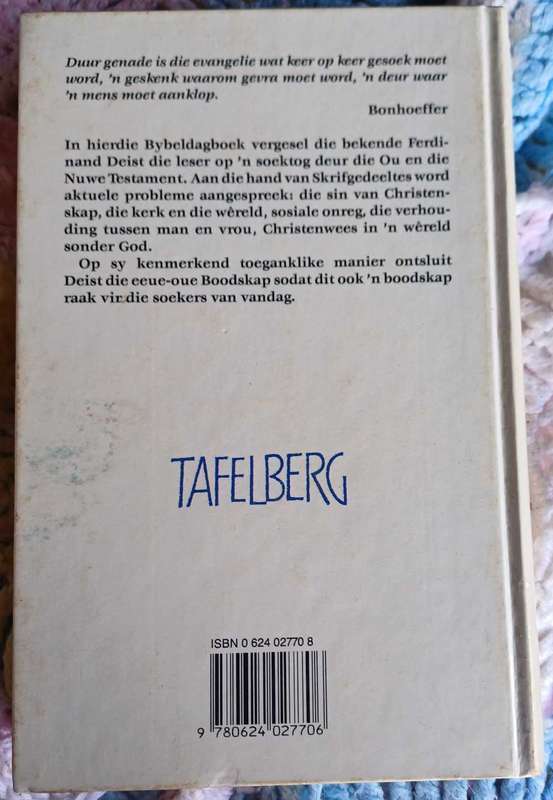 Duur genade is die evangelie wat keer op keer gesoek moet
word, 'n geskenk waarom gevra moet word, 'n deur waar
'n mens moet aanklop.
Bonhoeffer
In hierdie Bybeldagboek vergesel die bekende Ferdi-
nand Deist die leser op 'n soektog deur die Ou en die
Nuwe Testament. Aan die hand van Skrifgedeeltes word
aktuele probleme aangespreek: die sin van Christen-
skap, die kerk en die wêreld, sosiale onreg, die verhou-
ding tussen man en vrou, Christenwees in 'n wêreld
sonder God.
Op sy kenmerkend toeganklike manier ontsluit
Deist die eeue-oue Boodskap sodat dit ook 'n boodskap
raak vir die soekers van vandag.
TAFELBERG
ISBN 0 624 02770 8
9 780624 027706